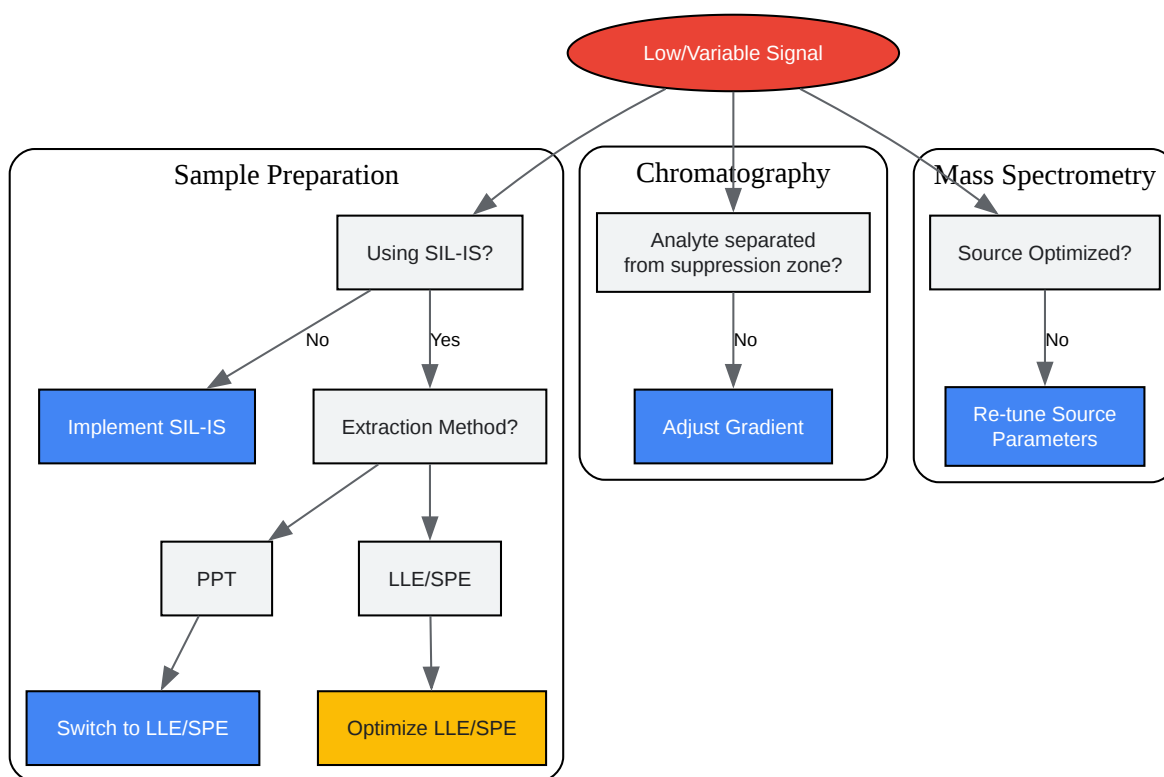 Low/Variable Signal
Sample Preparation
Chromatography
Mass Spectrometry
Using SIL-IS?
Analyte separated
from suppression zone?
Source Optimized?
No
Yes
No
No
Implement SIL-IS
Extraction Method?
Adjust Gradient
Re-tune Source
Parameters
PPT
LLE/SPE
Switch to LLE/SPE
Optimize LLE/SPE